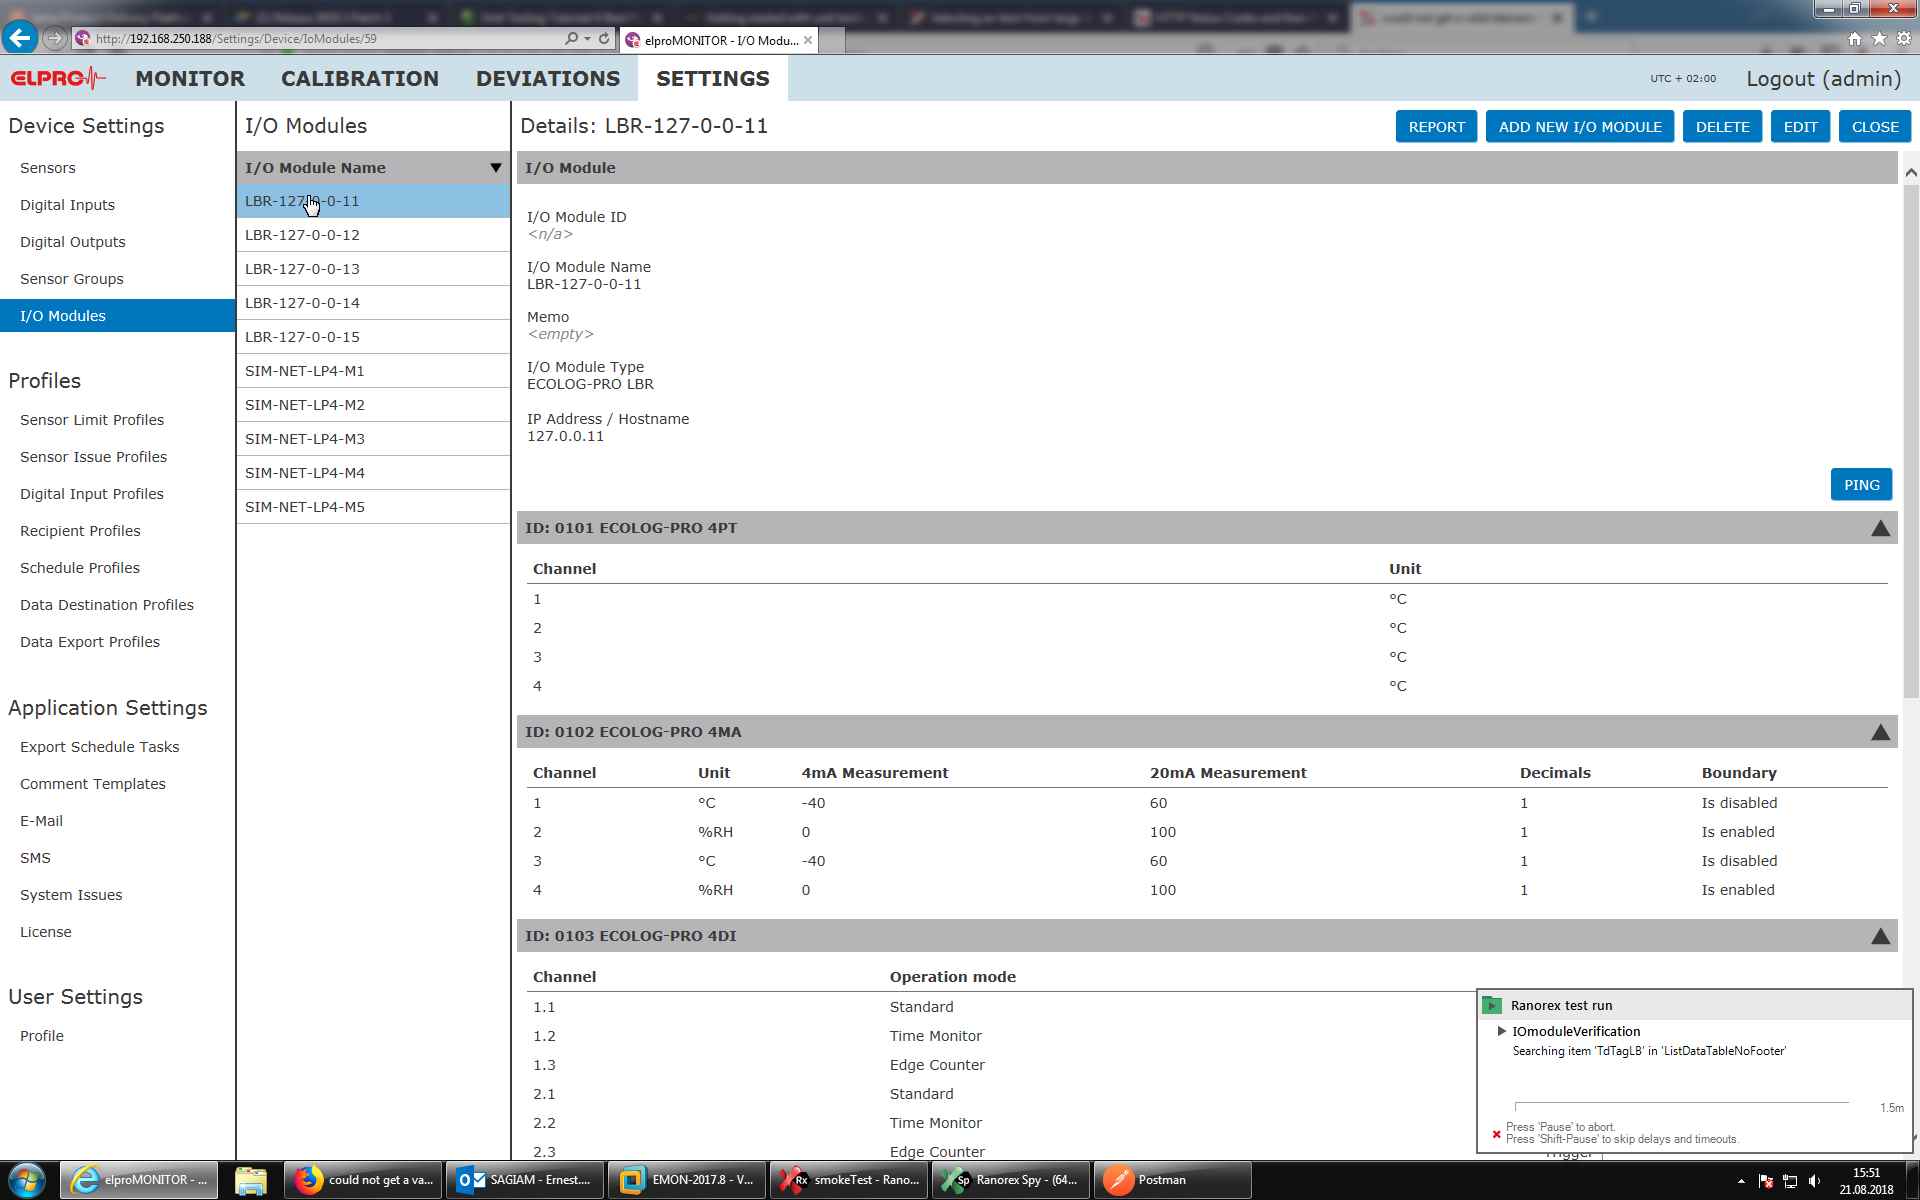 http://192.168.250.188/Settings/Device/IoModules/59
elproMONITOR - I/O Modu...
ELPRO
MONITOR
CALIBRATION
DEVIATIONS
SETTINGS
UTC + 02:00
Logout (admin)
Device Settings
Sensors
Digital Inputs
Digital Outputs
Sensor Groups
I/O Modules
Profiles
Sensor Limit Profiles
Sensor Issue Profiles
Digital Input Profiles
Recipient Profiles
Schedule Profiles
Data Destination Profiles
Data Export Profiles
Application Settings
Export Schedule Tasks
Comment Templates
E-Mail
SMS
System Issues
License
User Settings
Profile
I/O Modules
I/O Module Name
LBR-127-0-0-11
LBR-127-0-0-12
LBR-127-0-0-13
LBR-127-0-0-14
LBR-127-0-0-15
SIM-NET-LP4-M1
SIM-NET-LP4-M2
SIM-NET-LP4-M3
SIM-NET-LP4-M4
SIM-NET-LP4-M5
Details: LBR-127-0-0-11
REPORT
ADD NEW I/O MODULE
DELETE
EDIT
CLOSE
I/O Module
I/O Module ID
<n/a>
I/O Module Name
LBR-127-0-0-11
Memo
<empty>
I/O Module Type
ECOLOG-PRO LBR
IP Address / Hostname
127.0.0.11
PING
ID: 0101 ECOLOG-PRO 4PT
Channel Unit
1 °C
2 °C
3 °C
4 °C
ID: 0102 ECOLOG-PRO 4MA
Channel Unit 4mA Measurement 20mA Measurement Decimals Boundary
1 °C -40 60 1 Is disabled
2 %RH 0 100 1 Is enabled
3 °C -40 60 1 Is disabled
4 %RH 0 100 1 Is enabled
ID: 0103 ECOLOG-PRO 4DI
Channel Operation mode
1.1 Standard
1.2 Time Monitor
1.3 Edge Counter
2.1 Standard
2.2 Time Monitor
2.3 Edge Counter
Ranorex test run
IOmoduleVerification
Searching item 'TdTagLB' in 'ListDataTableNoFooter'
1.5m
Press 'Pause' to abort.
Press 'Shift-Pause' to skip delays and timeouts.
elproMONITOR - ...
could not get a va...
SAGIAM - Ernest....
EMON-2017.8 - V...
smokeTest - Rano...
Ranorex Spy - (64...
Postman
15:51
21.08.2018